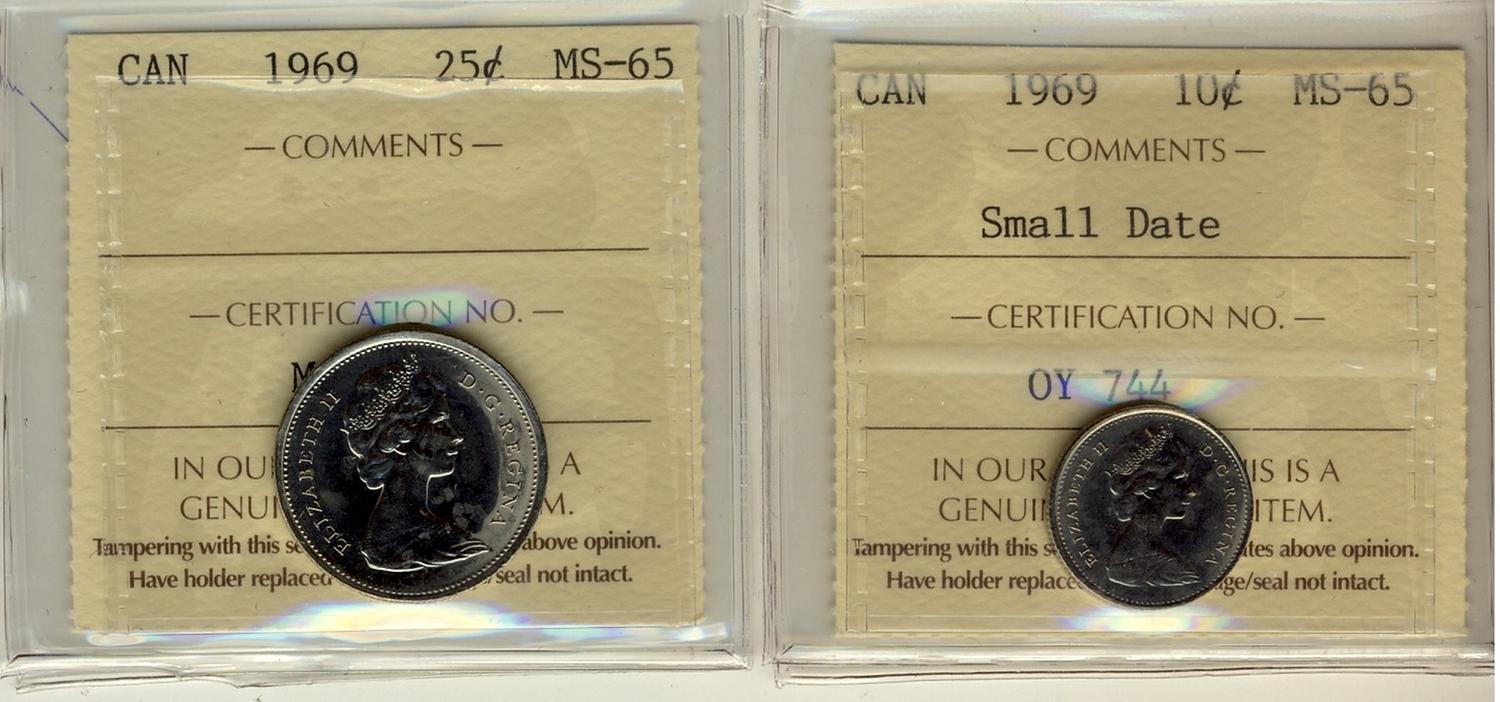 CAN 1969 25¢ MS-65
— COMMENTS —
— CERTIFICATION NO. —
M
IN OU A
GENUI M.
Tampering with this se above opinion.
Have holder replaced /seal not intact.
ELIZABETH II D·G·REGINA
CAN 1969 10¢ MS-65
— COMMENTS —
Small Date
— CERTIFICATION NO. —
OY 744
IN OUR IS IS A
GENUI ITEM.
Tampering with this s tes above opinion.
Have holder replace ge/seal not intact.
ELIZABETH II D·G·REGINA